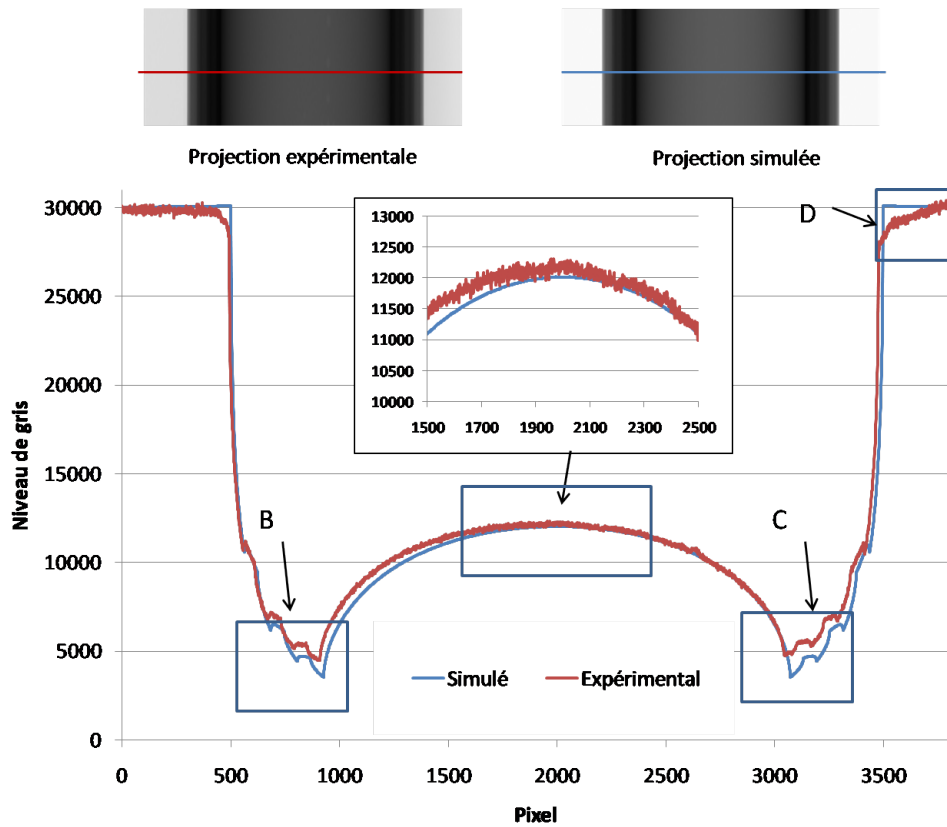 Projection expérimentale
Projection simulée
Niveau de gris
30000
25000
20000
15000
10000
5000
0
0 500 1000 1500 2000 2500 3000 3500
Pixel
13000
12500
12000
11500
11000
10500
10000
1500 1700 1900 2100 2300 2500
B
C
D
Simulé
Expérimental